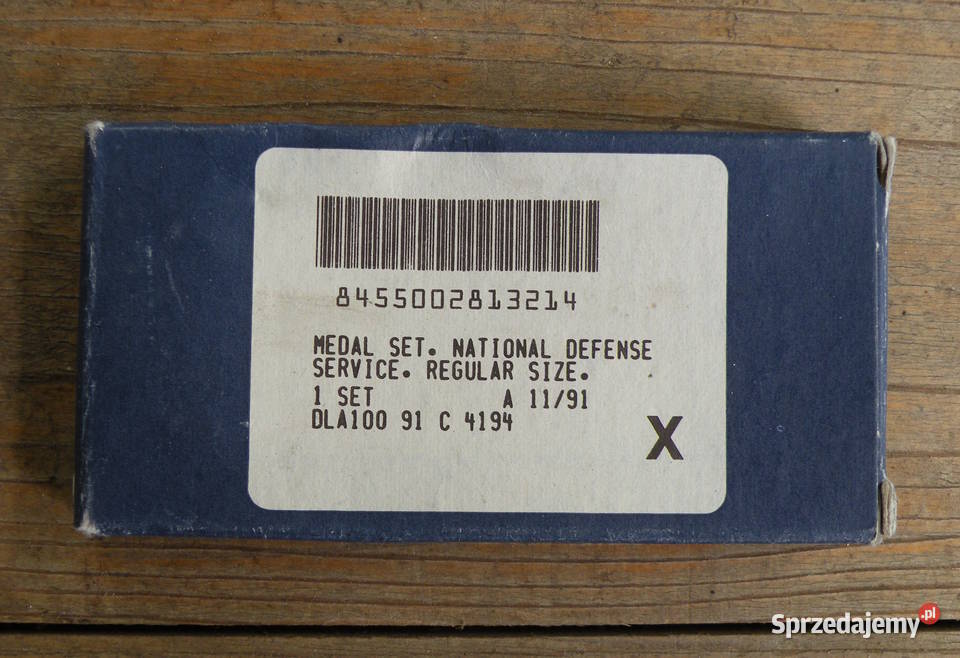 8455002813214
MEDAL SET. NATIONAL DEFENSE
SERVICE. REGULAR SIZE.
1 SET A 11/91
DLA100 91 C 4194
X
Sprzedajemy.pl